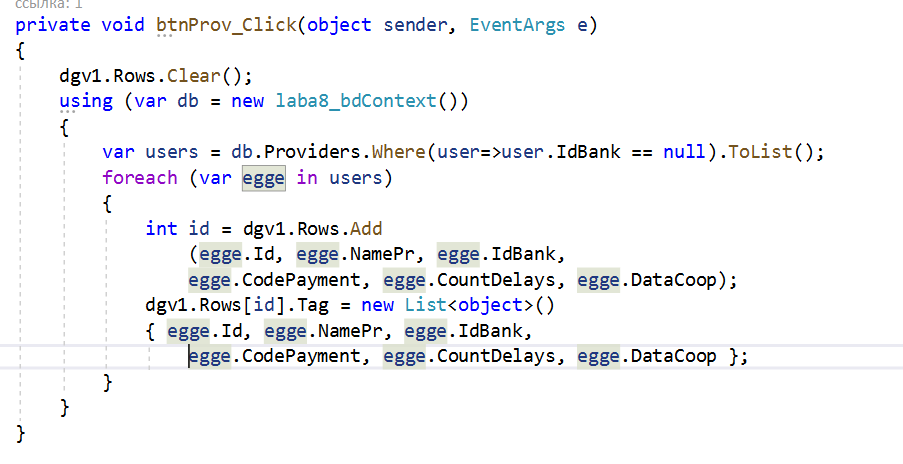 ссылка: 1
private void btnProv_Click(object sender, EventArgs e)
{
dgv1.Rows.Clear();
using (var db = new laba8_bdContext())
{
var users = db.Providers.Where(user=>user.IdBank == null).ToList();
foreach (var egge in users)
{
int id = dgv1.Rows.Add
(egge.Id, egge.NamePr, egge.IdBank,
egge.CodePayment, egge.CountDelays, egge.DataCoop);
dgv1.Rows[id].Tag = new List<object>()
{ egge.Id, egge.NamePr, egge.IdBank,
egge.CodePayment, egge.CountDelays, egge.DataCoop };
}
}
}